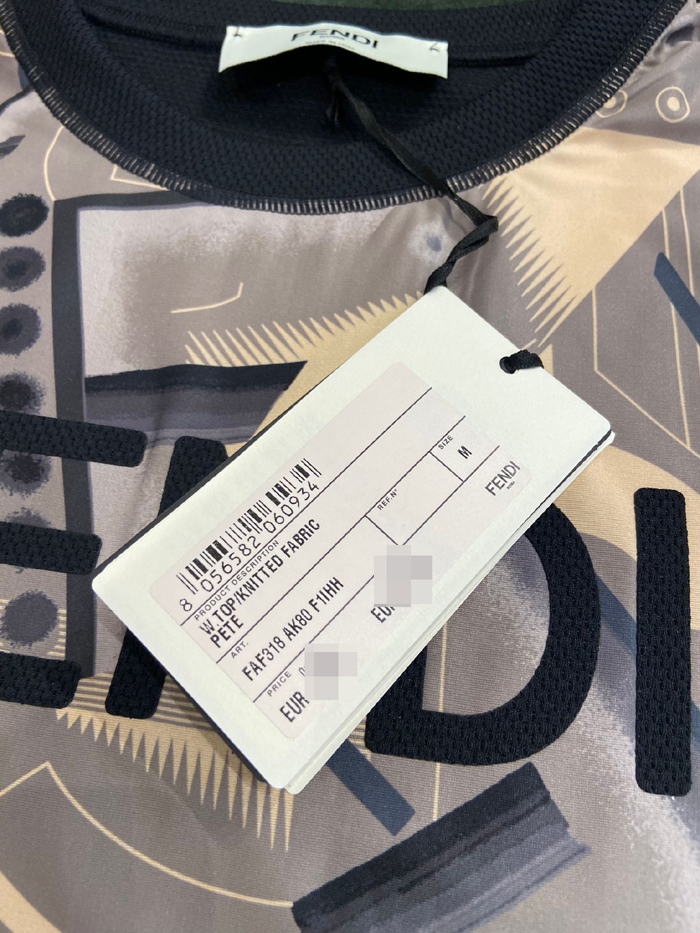 FENDI
ENDI
8 056582 060934
PRODUCT DESCRIPTION
W.TOP/KNITTED FABRIC
PETE
ART.
FAF318 AK80 F1IHH
REF.N°
SIZE
M
PRICE
EUR
EUR
FENDI